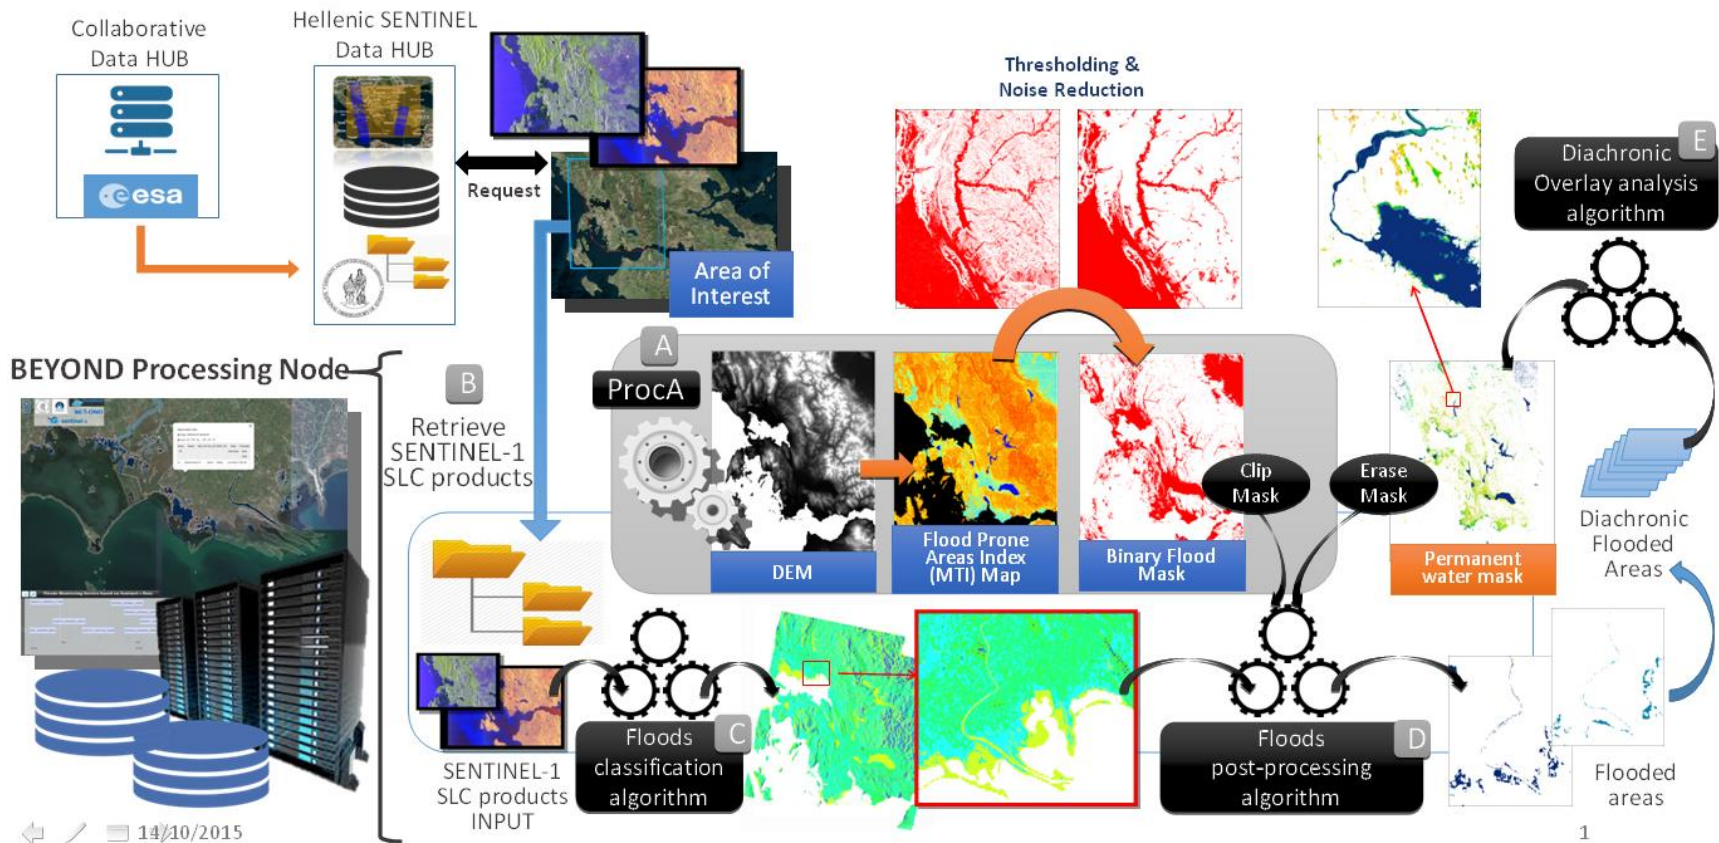 Collaborative
Data HUB
esa
Hellenic SENTINEL
Data HUB
Request
Area of
Interest
Thresholding &
Noise Reduction
E
Diachronic
Overlay analysis
algorithm
BEYOND Processing Node
B
Retrieve
SENTINEL-1
SLC products
A
ProcA
DEM
Flood Prone
Areas Index
(MTI) Map
Binary Flood
Mask
Clip
Mask
Erase
Mask
Permanent
water mask
Diachronic
Flooded
Areas
SENTINEL-1
SLC products
INPUT
C
Floods
classification
algorithm
D
Floods
post-processing
algorithm
Flooded
areas
14/10/2015
1